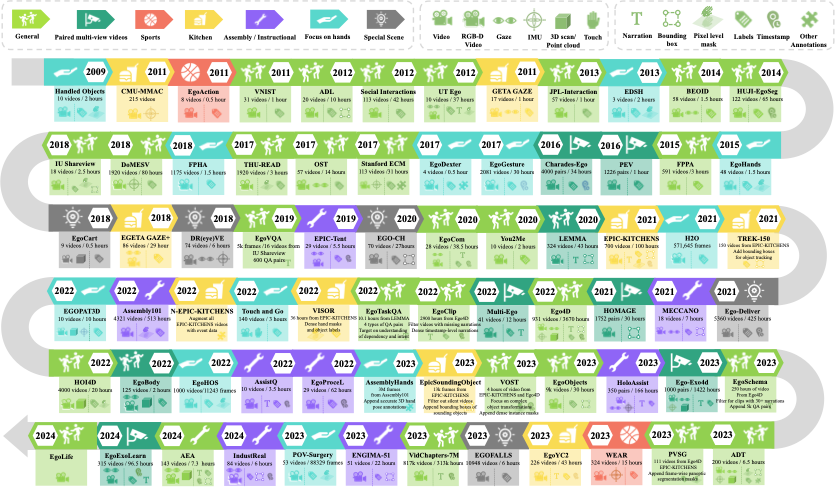 General
Paired multi-view videos
Sports
Kitchen
Assembly / Instructional
Focus on hands
Special Scene
Video
RGB-D
Video
Gaze
IMU
3D scan/
Point cloud
Touch
Narration
Bounding
box
Pixel level
mask
Labels
Timestamp
Other
Annotations
2009 2011 2011 2011 2012 2012 2012 2011 2013 2013 2014 2014
Handled Objects CMU-MMAC EgoAction VNIST ADL Social Interactions UT Ego GETA GAZE JPL-Interaction EDSH BEOID HUJI-EgoSeg
10 videos / 2 hours 215 videos 8 videos / 0.5 hour 31 videos / 1 hour 20 videos / 10 hours 113 videos / 42 hours 10 videos / 37 hours 17 videos / 1 hour 57 videos / 1 hour 3 videos / 2 hours 58 videos / 1.5 hours 122 videos / 65 hours
2018 2018 2018 2017 2017 2017 2017 2017 2016 2016 2015 2015
IU Shareview DoMESV FPHA THU-READ OST Stanford ECM EgoDexter EgoGesture Charades-Ego PEV FPPA EgoHands
18 videos / 2.5 hours 1920 videos / 80 hours 1175 videos / 1.5 hours 1920 videos / 3 hours 57 videos / 14 hours 113 videos /31 hours 4 videos / 0.5 hour 2081 videos / 30 hours 4000 videos / 34 hours 1226 pairs / 1 hour 591 videos /3 hours 48 videos / 1.5 hours
2018 2018 2018 2019 2019 2020 2020 2020 2020 2021 2021 2021
EgoCart EGETA GAZE+ DR(eye)VE EgoVQA EPIC-Tent EGO-CH EgoCom You2Me LEMMA EPIC-KITCHENS H2O TREK-150
9 videos / 0.5 hours 86 videos / 29 hour 74 videos / 6 hours 5k frames / 16 videos from 29 videos / 5.5 hours 70 videos / 27hours 28 videos / 38.5 hours 10 videos / 2 hours 324 videos / 43 hours 700 videos / 100 hours 571,645 frames 150 videos from EPIC-KITCHENS
IU Shareview
600 QA pairs
Add bounding boxes
for object tracking
2022 2022 2022 2022 2022 2022 2022 2022 2022 2021 2021 2021
EGOPAT3D Assembly101 N-EPIC-KITCHENS Touch and Go VISOR EgoTaskQA EgoClip Multi-Ego Ego4D HOMAGE MECCANO Ego-Deliver
10 videos / 10 hours 4321 videos / 513 hours Augment all 140 videos / 3 hours 36 hours from EPIC-KITCHENS 10.1 hours from LEMMA 2900 hours from Ego4D 41 videos / 12 hours 931 videos / 3670 hours 1752 pairs / 30 hours 18 videos / 7 hours 5360 videos / 425 hours
EPIC-KITCHENS videos
with event data
Dense hand masks
and object labels
4 types of QA pairs
Target on understanding
of dependency and intent
Filter videos with missing narrations
Dense timestamp-level narrations
2022 2022 2022 2023 2023 2023 2023 2023 2023 2023 2023 2023
HOI4D EgoBody EgoHOS AssistQ EgoProceL AssemblyHands EpicSoundingObject VOST EgoObjects HoloAssist Ego-Exo4d EgoSchema
4000 videos / 20 hours 125 videos / 2 hours 1000 videos/11243 frames 10 videos / 3.5 hours 29 videos / 62 hours 3M frames 13k frames from 4 hours of video from 9k videos / 30 hours 350 pairs / 166 hours 1000 pairs / 1422 hours 250 hours of video
from Assembly101
Append accurate 3D hand
pose annotations
EPIC-KITCHENS
Filter out silent videos
Append bounding boxes of
sounding objects
EPIC-KITCHENS and Ego4D
Focus on complex
object transformations
Append dense instance masks
From Ego4D
Filter for clips with 30+ narrations
Append 5k QA pairs
2024 2024 2024 2024 2024 2023 2023 2023 2023 2023 2023 2023
EgoLife EgoExoLearn AEA IndustReal POV-Surgery ENGIMA-51 VidChapters-7M EGOFALLS EgoYC2 WEAR PVSG ADT
315 videos / 96.5 hours 143 videos / 7.3 hours 84 videos / 6 hours 53 videos / 88329 frames 51 videos / 22 hours 817k videos / 313k hours 10948 videos / 6 hours 226 videos / 43 hours 324 videos / 15 hours 111 videos from Ego4D 200 videos / 6.5 hours
EPIC-KITCHENS
Append frame-wise panoptic
segmentation masks